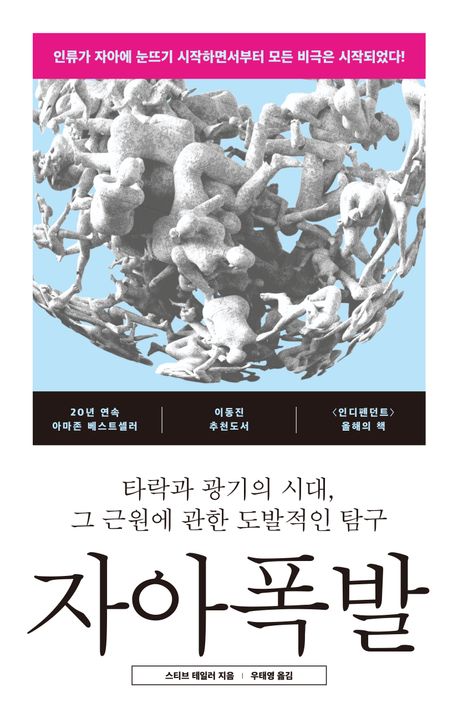 인류가 자아에 눈뜨기 시작하면서부터 모든 비극은 시작되었다!
20년 연속
아마존 베스트셀러
이동진
추천도서
〈인디펜던트〉
올해의 책
타락과 광기의 시대,
그 근원에 관한 도발적인 탐구
자아폭발
스티브 테일러 지음 | 우태영 옮김